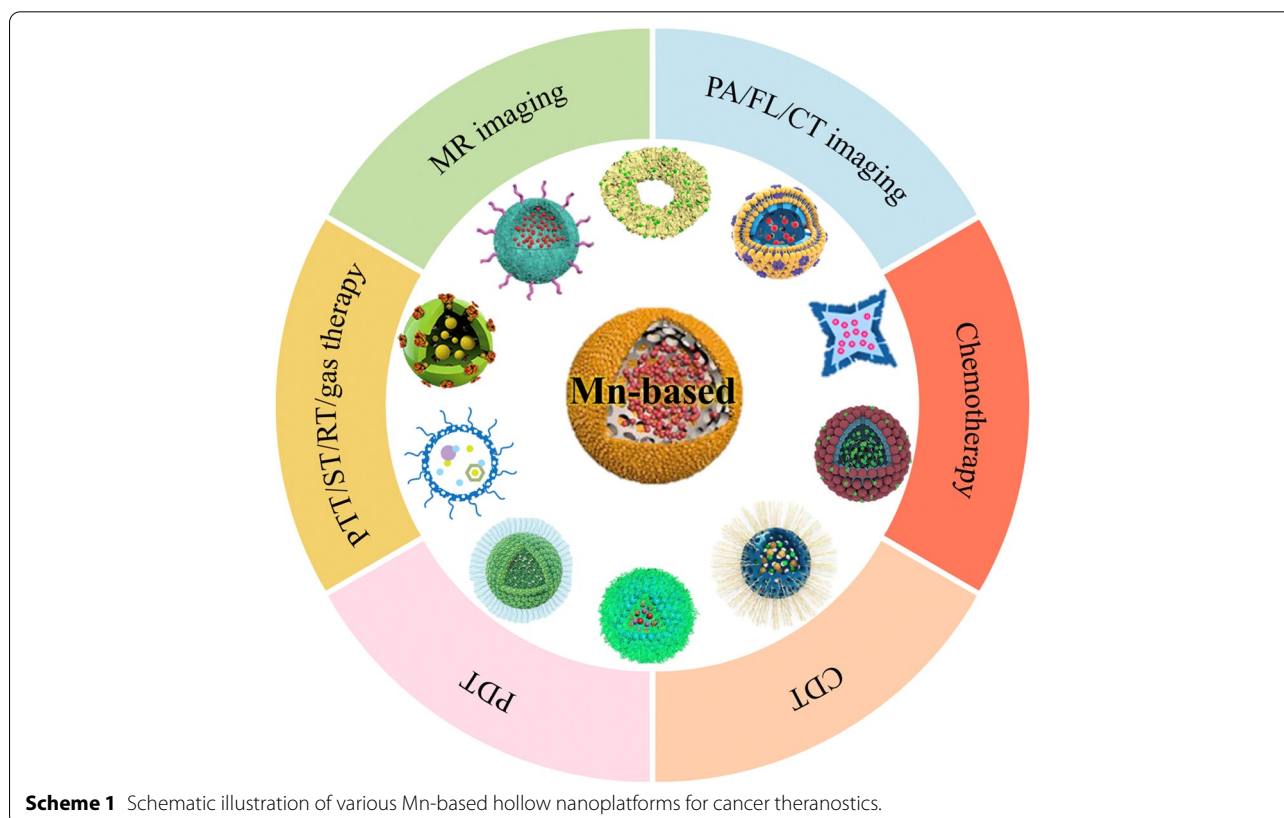 MR imaging
PA/FL/CT imaging
Chemotherapy
CDT
PDT
PTT/ST/RT/gas therapy
Mn-based
Scheme 1 Schematic illustration of various Mn-based hollow nanoplatforms for cancer theranostics.